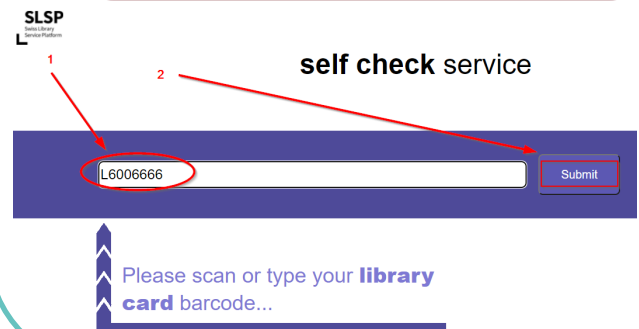 SLSP
Swiss Library
Service Platform
1
2
self check service
L6006666
Submit
Please scan or type your library
card barcode...